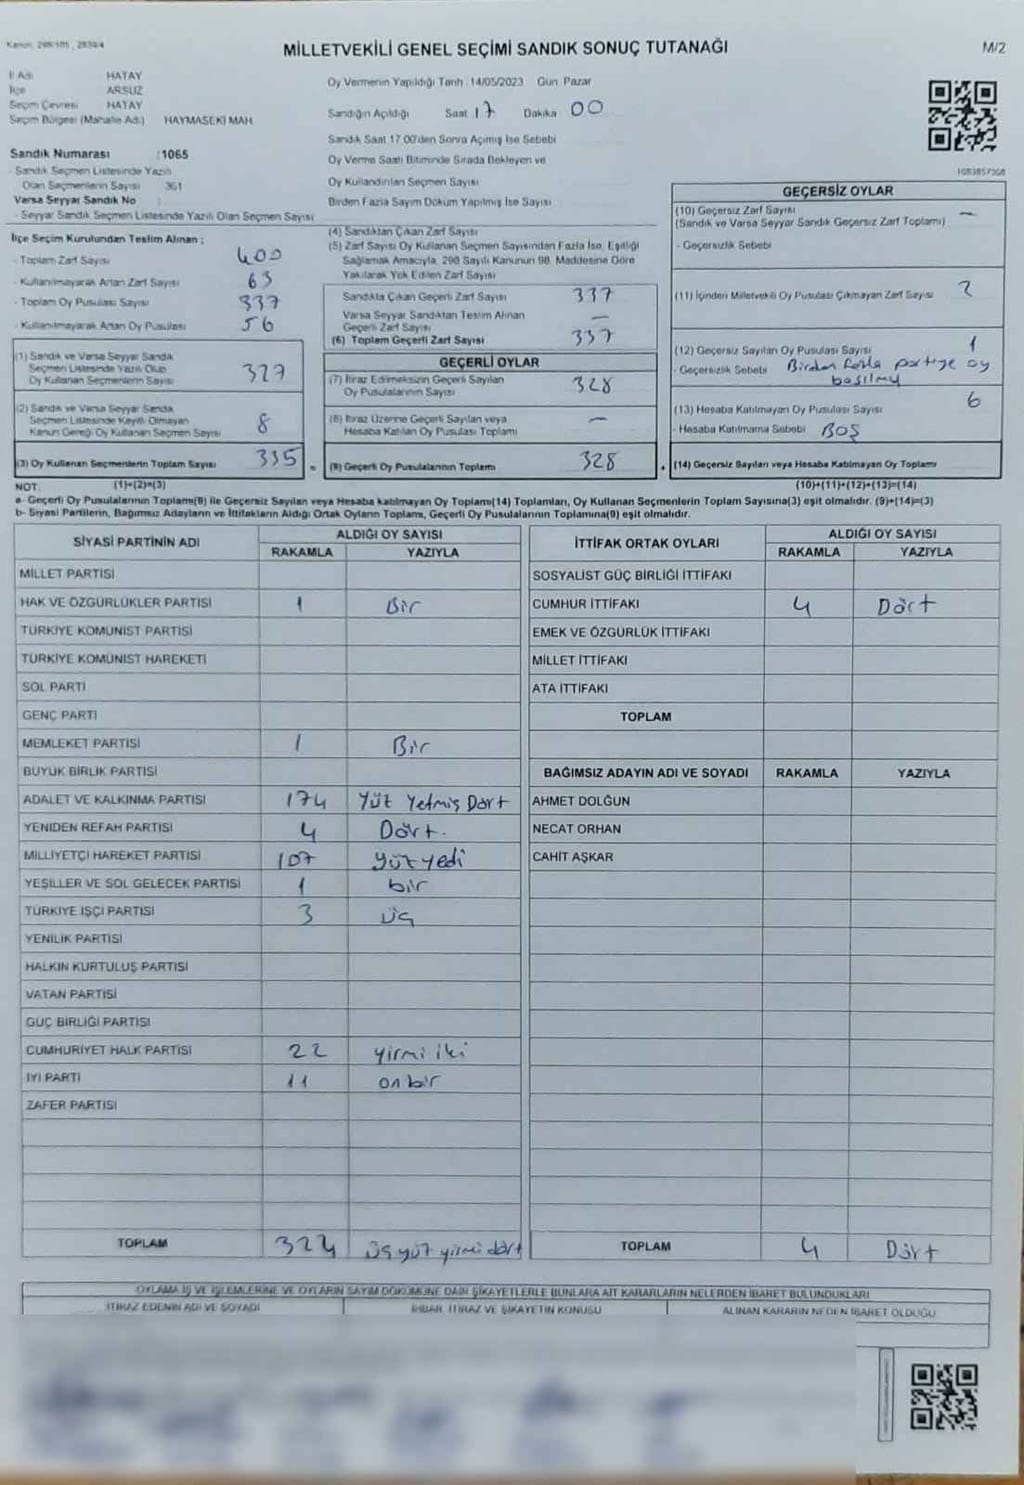 Kanun: 298/105 , 2839/4
MİLLETVEKİLİ GENEL SEÇİMİ SANDIK SONUÇ TUTANAĞI
M/2
İl Adı HATAY
İlçe ARSUZ
Seçim Çevresi HATAY
Seçim Bölgesi (Mahalle Adı) HAYMASEKİ MAH
Sandık Numarası :1065
- Sandık Seçmen Listesinde Yazılı
Olan Seçmenlerin Sayısı 361
Varsa Seyyar Sandık No :
- Seyyar Sandık Seçmen Listesinde Yazılı Olan Seçmen Sayısı
Oy Vermenin Yapıldığı Tarih :14/05/2023 Gün: Pazar
Sandığın Açıldığı Saat 17 Dakika 00
Sandık Saat 17 00'den Sonra Açılmış İse Sebebi
Oy Verme Saati Bitiminde Sırada Bekleyen ve
Oy Kullandırılan Seçmen Sayısı
Birden Fazla Sayım Döküm Yapılmış İse Sayısı
1083857308
İlçe Seçim Kurulundan Teslim Alınan ;
- Toplam Zarf Sayısı 400
- Kullanılmayarak Artan Zarf Sayısı 63
- Toplam Oy Pusulası Sayısı 337
- Kullanılmayarak Artan Oy Pusulası 56
(1) Sandık ve Varsa Seyyar Sandık
Seçmen Listesinde Yazılı Olup
Oy Kullanan Seçmenlerin Sayısı 327
(2) Sandık ve Varsa Seyyar Sandık
Seçmen Listesinde Kayıtlı Olmayan
Kanun Gereği Oy Kullanan Seçmen Sayısı 8
(3) Oy Kullanan Seçmenlerin Toplam Sayısı 335 =
(4) Sandıktan Çıkan Zarf Sayısı
(5) Zarf Sayısı Oy Kullanan Seçmen Sayısından Fazla İse, Eşitliği
Sağlamak Amacıyla, 298 Sayılı Kanunun 98. Maddesine Göre
Yakılarak Yok Edilen Zarf Sayısı
Sandıkta Çıkan Geçerli Zarf Sayısı 337
Varsa Seyyar Sandıktan Teslim Alınan
Geçerli Zarf Sayısı —
(6) Toplam Geçerli Zarf Sayısı 337
GEÇERLİ OYLAR
(7) İtiraz Edilmeksizin Geçerli Sayılan
Oy Pusulalarının Sayısı 328
(8) İtiraz Üzerine Geçerli Sayılan veya
Hesaba Katılan Oy Pusulası Toplamı —
(9) Geçerli Oy Pusulalarının Toplamı 328 +
GEÇERSİZ OYLAR
(10) Geçersiz Zarf Sayısı —
(Sandık ve Varsa Seyyar Sandık Geçersiz Zarf Toplamı)
- Geçersizlik Sebebi
(11) İçinden Milletvekili Oy Pusulası Çıkmayan Zarf Sayısı 2
(12) Geçersiz Sayılan Oy Pusulası Sayısı 1
- Geçersizlik Sebebi Birden fazla partiye oy
basılmış
(13) Hesaba Katılmayan Oy Pusulası Sayısı 6
- Hesaba Katılmama Sebebi BOŞ
(14) Geçersiz Sayılan veya Hesaba Katılmayan Oy Toplamı
NOT: (1)+(2)=(3)
(10)+(11)+(12)+(13)=(14)
a- Geçerli Oy Pusulalarının Toplamı(9) ile Geçersiz Sayılan veya Hesaba katılmayan Oy Toplamı(14) Toplamları, Oy Kullanan Seçmenlerin Toplam Sayısına(3) eşit olmalıdır. (9)+(14)=(3)
b- Siyasi Partilerin, Bağımsız Adayların ve İttifakların Aldığı Ortak Oyların Toplamı, Geçerli Oy Pusulalarının Toplamına(9) eşit olmalıdır.
SİYASİ PARTİNİN ADI
ALDIĞI OY SAYISI
RAKAMLA YAZIYLA
MİLLET PARTİSİ
HAK VE ÖZGÜRLÜKLER PARTİSİ 1 Bir
TÜRKİYE KOMÜNİST PARTİSİ
TÜRKİYE KOMÜNİST HAREKETİ
SOL PARTİ
GENÇ PARTİ
MEMLEKET PARTİSİ 1 Bir
BÜYÜK BİRLİK PARTİSİ
ADALET VE KALKINMA PARTİSİ 174 Yüz Yetmiş Dört
YENİDEN REFAH PARTİSİ 4 Dört.
MİLLİYETÇİ HAREKET PARTİSİ 107 yüz yedi
YEŞİLLER VE SOL GELECEK PARTİSİ 1 bir
TÜRKİYE İŞÇİ PARTİSİ 3 üç
YENİLİK PARTİSİ
HALKIN KURTULUŞ PARTİSİ
VATAN PARTİSİ
GÜÇ BİRLİĞİ PARTİSİ
CUMHURİYET HALK PARTİSİ 22 yirmi iki
İYİ PARTİ 11 on bir
ZAFER PARTİSİ
TOPLAM 324 üç yüz yirmi dört
İTTİFAK ORTAK OYLARI
ALDIĞI OY SAYISI
RAKAMLA YAZIYLA
SOSYALİST GÜÇ BİRLİĞİ İTTİFAKI
CUMHUR İTTİFAKI 4 Dört
EMEK VE ÖZGÜRLÜK İTTİFAKI
MİLLET İTTİFAKI
ATA İTTİFAKI
TOPLAM
BAĞIMSIZ ADAYIN ADI VE SOYADI RAKAMLA YAZIYLA
AHMET DOLĞUN
NECAT ORHAN
CAHİT AŞKAR
TOPLAM 4 Dört
OYLAMA İŞ VE İŞLEMLERİNE VE OYLARIN SAYIM DÖKÜMÜNE DAİR ŞİKAYETLERLE BUNLARA AİT KARARLARIN NELERDEN İBARET BULUNDUKLARI
İTİRAZ EDENİN ADI VE SOYADI İHBAR, İTİRAZ VE ŞİKAYETİN KONUSU ALINAN KARARIN NEDEN İBARET OLDUĞU